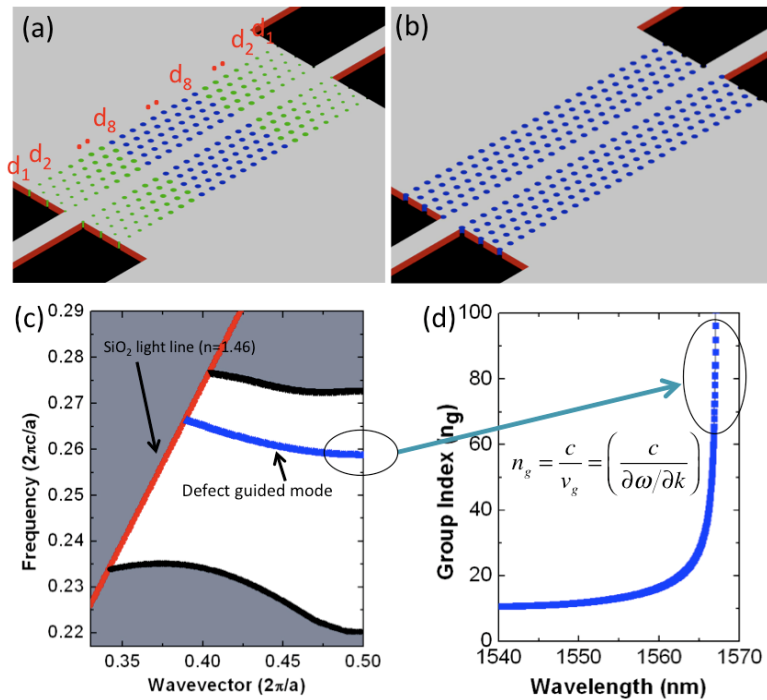 (a)
d₂ d₁
d₈
d₈
d₁ d₂
(b)
(c)
0.29
0.28
0.27
0.26
0.25
0.24
0.23
0.22
Frequency (2πc/a)
SiO₂ light line (n=1.46)
Defect guided mode
0.35 0.40 0.45 0.50
Wavevector (2π/a)
(d)
100
80
60
40
20
0
Group Index (ng)
n_g = c/v_g = (c/(∂ω/∂k))
1540 1550 1560 1570
Wavelength (nm)